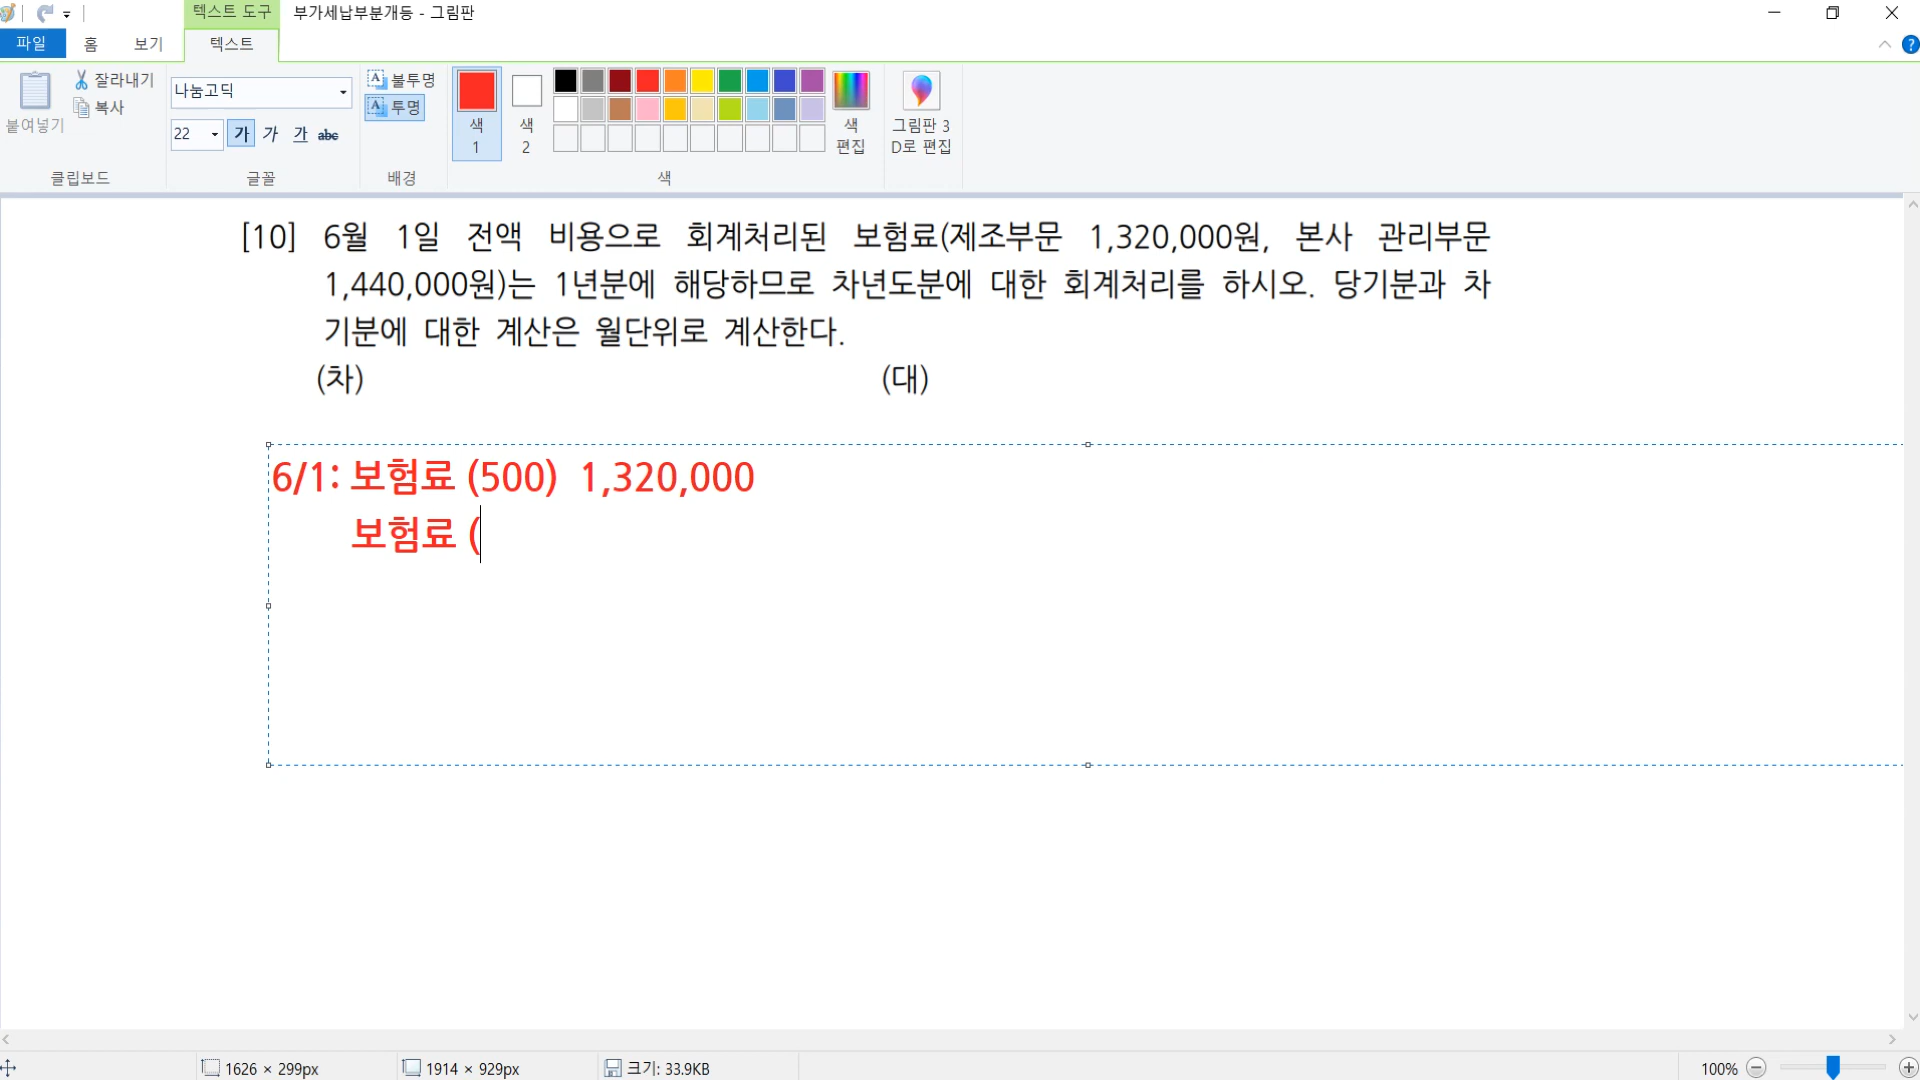 텍스트 도구
부가세납부분개등 - 그림판
파일
홈
보기
텍스트
붙여넣기
잘라내기
복사
클립보드
나눔고딕
22
가 가 가 abc
글꼴
불투명
투명
배경
색
1
색
2
색
편집
색
그림판 3
D로 편집
[10] 6월 1일 전액 비용으로 회계처리된 보험료(제조부문 1,320,000원, 본사 관리부문
1,440,000원)는 1년분에 해당하므로 차년도분에 대한 회계처리를 하시오. 당기분과 차
기분에 대한 계산은 월단위로 계산한다.
(차) (대)
6/1: 보험료 (500) 1,320,000
보험료 (
1626 × 299px
1914 × 929px
크기: 33.9KB
100%